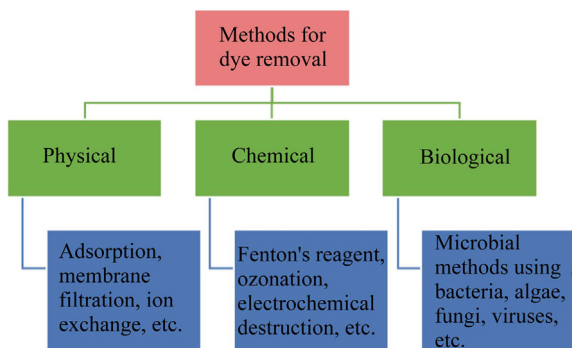 Methods for
dye removal
Physical
Chemical
Biological
Adsorption,
membrane
filtration, ion
exchange, etc.
Fenton's reagent,
ozonation,
electrochemical
destruction, etc.
Microbial
methods using
bacteria, algae,
fungi, viruses,
etc.